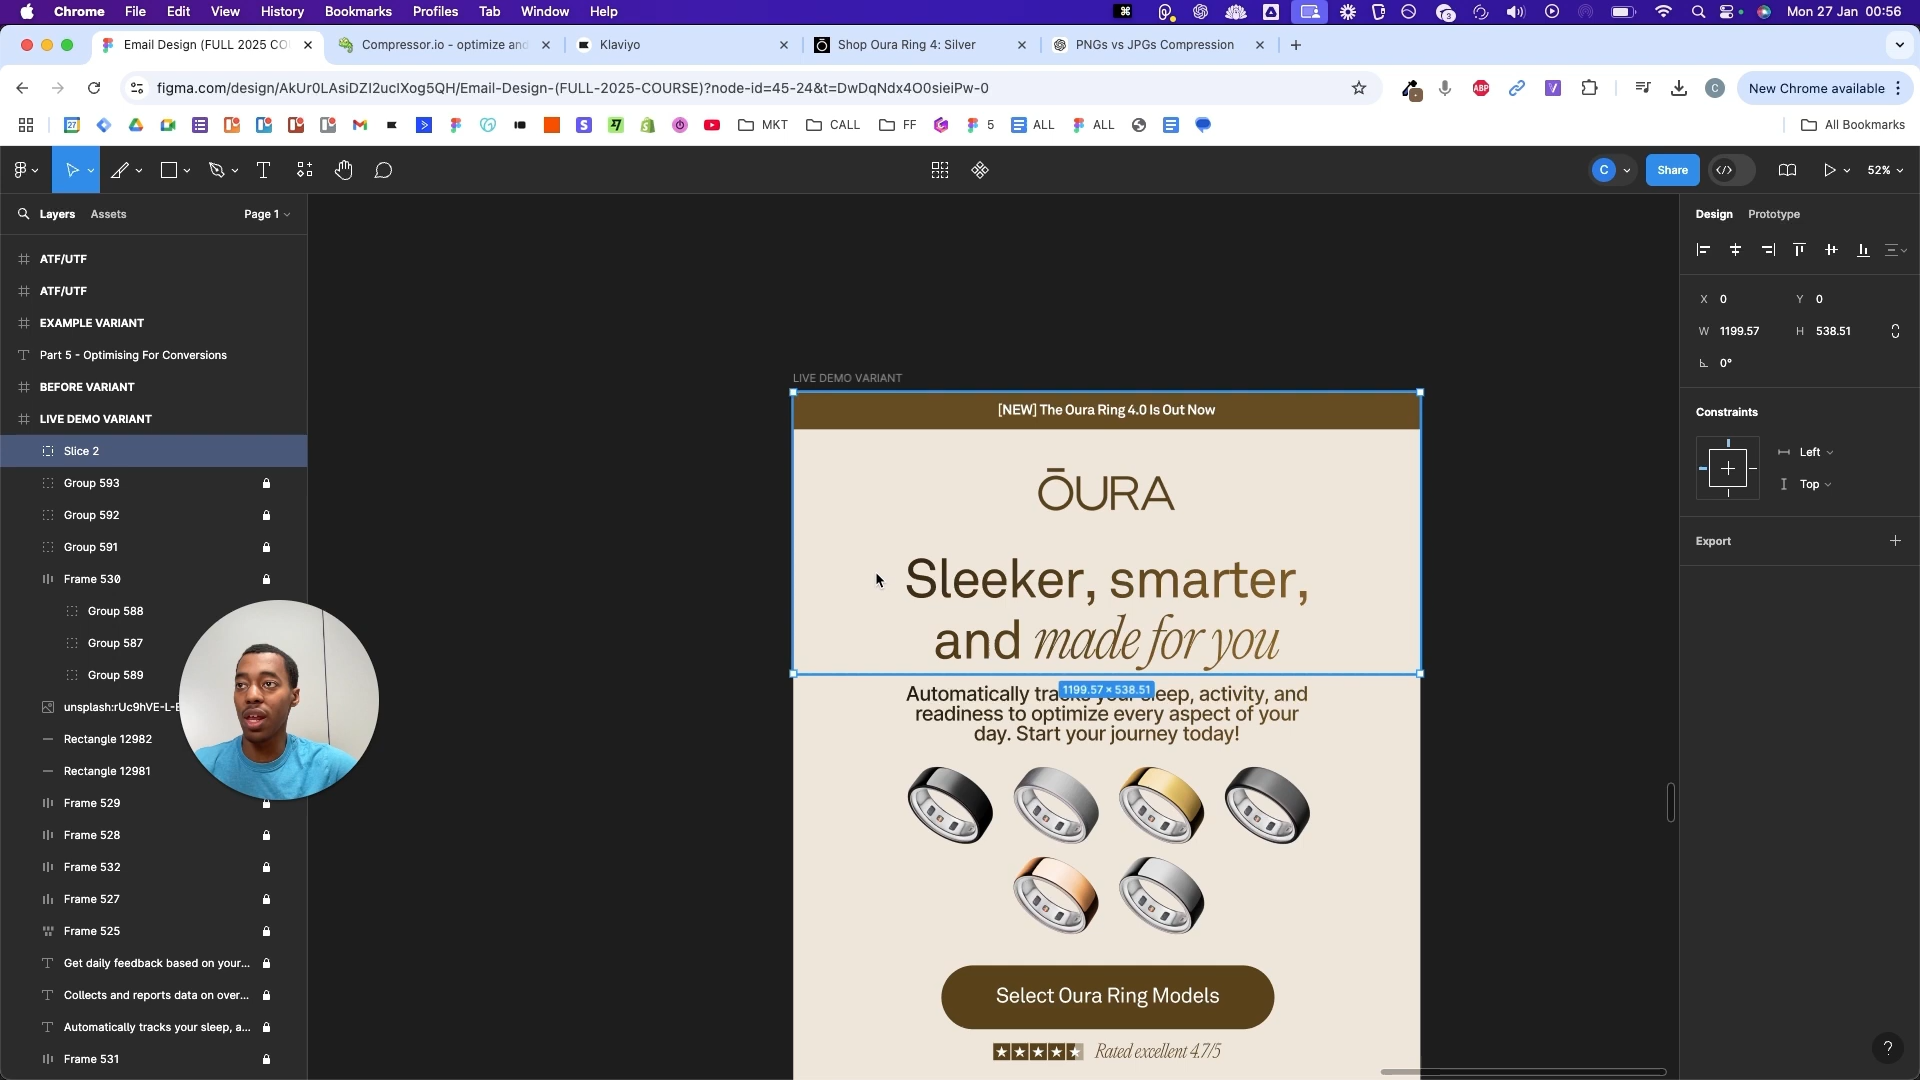 Chrome File Edit View History Bookmarks Profiles Tab Window Help
Mon 27 Jan 00:56
Email Design (FULL 2025 CO
Compressor.io - optimize and
Klaviyo
Shop Oura Ring 4: Silver
PNGs vs JPGs Compression
figma.com/design/AkUr0LAsiDZI2uclXog5QH/Email-Design-(FULL-2025-COURSE)?node-id=45-24&t=DwDqNdx4O0sieiPw-0
New Chrome available
MKT CALL FF 5 ALL ALL
All Bookmarks
C
Share
52%
Layers Assets Page 1
ATF/UTF
ATF/UTF
EXAMPLE VARIANT
Part 5 - Optimising For Conversions
BEFORE VARIANT
LIVE DEMO VARIANT
Slice 2
Group 593
Group 592
Group 591
Frame 530
Group 588
Group 587
Group 589
unsplash:rUc9hVE-L-E
Rectangle 12982
Rectangle 12981
Frame 529
Frame 528
Frame 532
Frame 527
Frame 525
Get daily feedback based on your...
Collects and reports data on over...
Automatically tracks your sleep, a...
Frame 531
LIVE DEMO VARIANT
[NEW] The Oura Ring 4.0 Is Out Now
ŌURA
Sleeker, smarter,
and made for you
1199.57 × 538.51
Automatically tracks your sleep, activity, and
readiness to optimize every aspect of your
day. Start your journey today!
Select Oura Ring Models
Rated excellent 4.7/5
Design Prototype
X 0 Y 0
W 1199.57 H 538.51
0°
Constraints
Left
Top
Export
?